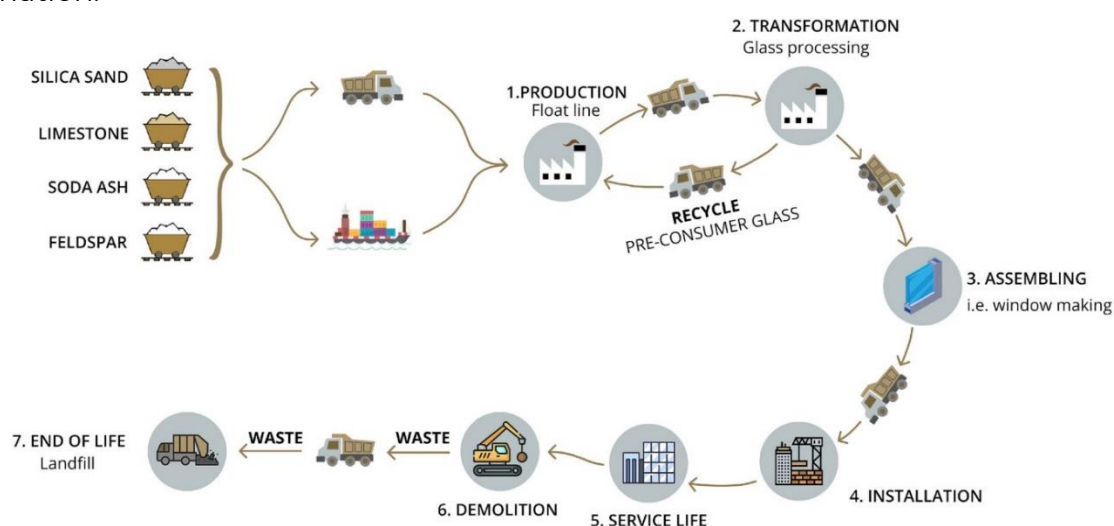 2. TRANSFORMATION
Glass processing
SILICA SAND
LIMESTONE
SODA ASH
FELDSPAR
1.PRODUCTION
Float line
RECYCLE
PRE-CONSUMER GLASS
3. ASSEMBLING
i.e. window making
4. INSTALLATION
5. SERVICE LIFE
6. DEMOLITION
WASTE
WASTE
7. END OF LIFE
Landfill